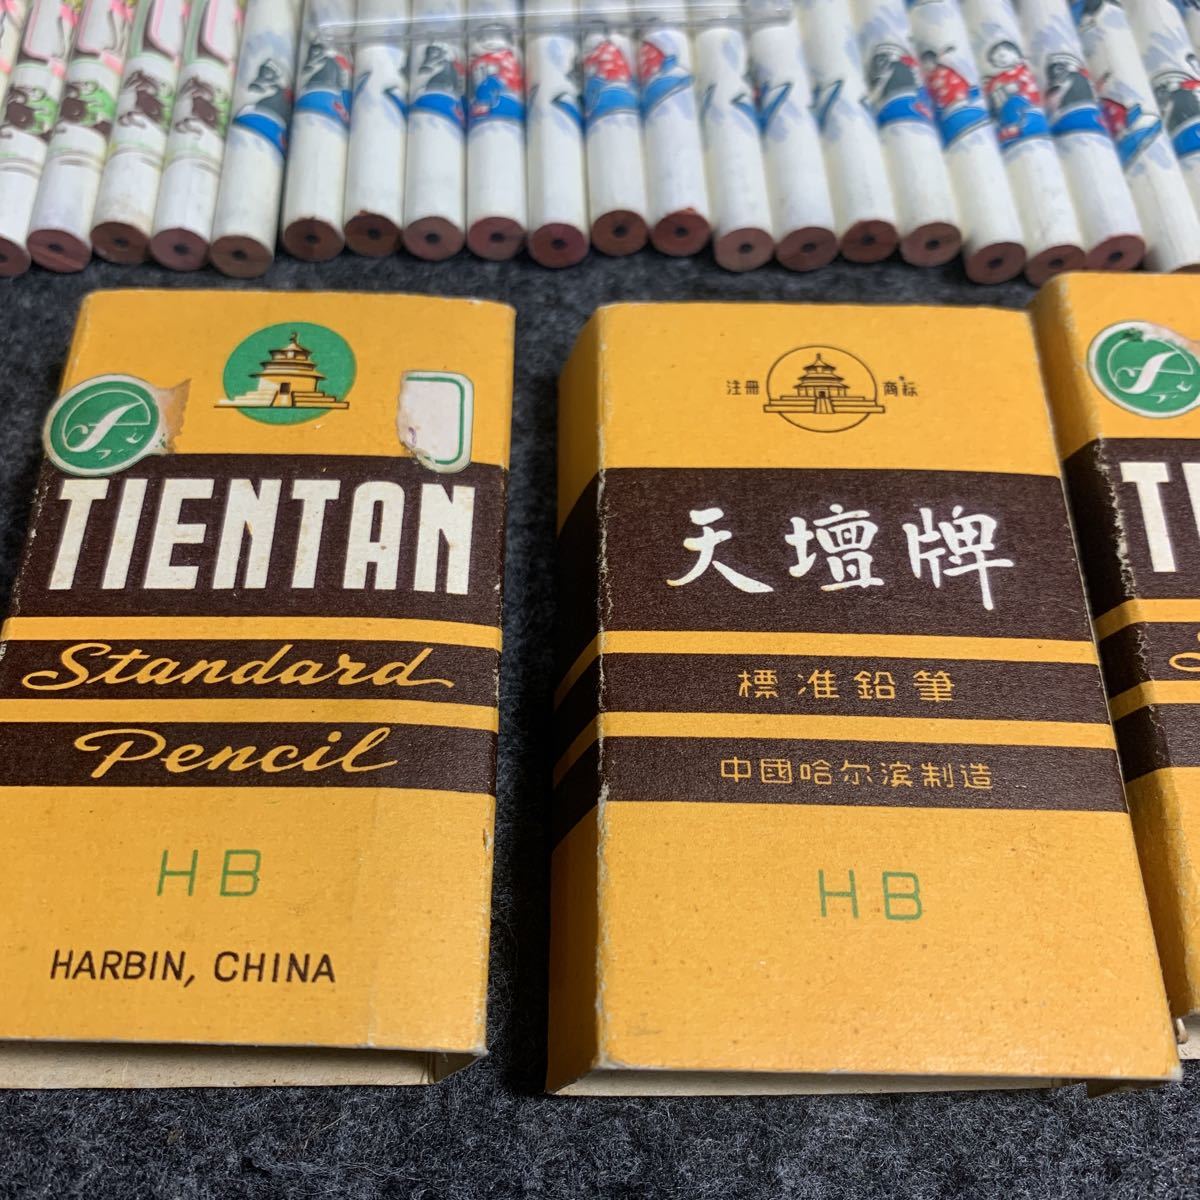 TIENTAN
Standard
Pencil
HB
HARBIN, CHINA
注冊 商标
天壇牌
標准鉛筆
中國哈尔滨制造
HB